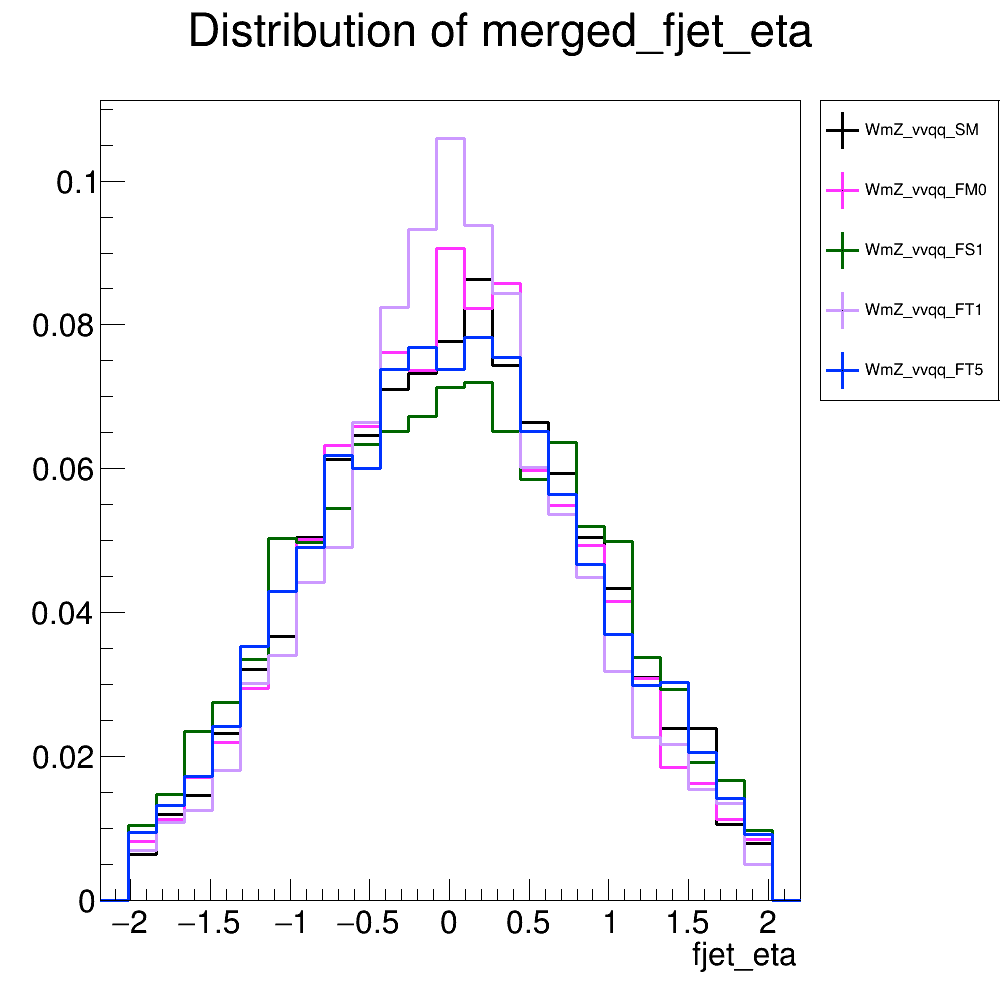 Distribution of merged_fjet_eta
WmZ_vvqq_SM
WmZ_vvqq_FM0
WmZ_vvqq_FS1
WmZ_vvqq_FT1
WmZ_vvqq_FT5
0.1
0.08
0.06
0.04
0.02
0
−2 −1.5 −1 −0.5 0 0.5 1 1.5 2
fjet_eta